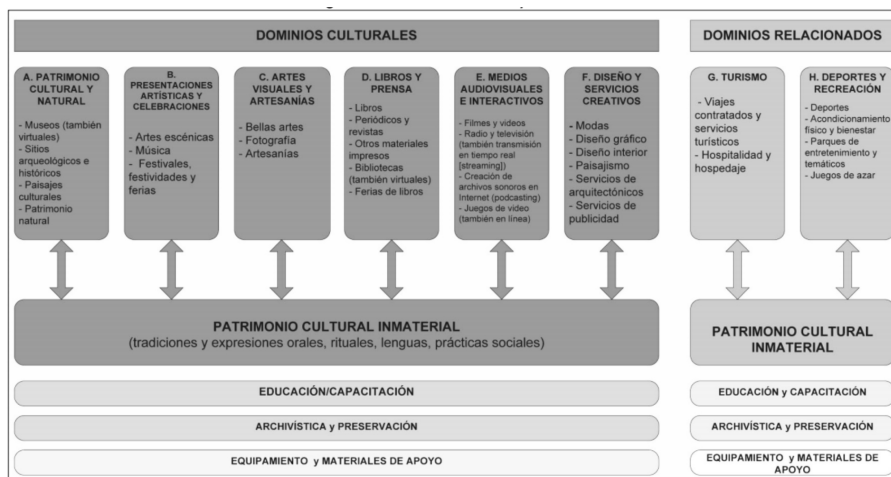 DOMINIOS CULTURALES
DOMINIOS RELACIONADOS
A. PATRIMONIO
CULTURAL Y
NATURAL
- Museos (también
virtuales)
- Sitios
arqueológicos e
históricos
- Paisajes
culturales
- Patrimonio
natural
B.
PRESENTACIONES
ARTÍSTICAS Y
CELEBRACIONES
- Artes escénicas
- Música
- Festivales,
festividades y
ferias
C. ARTES
VISUALES Y
ARTESANÍAS
- Bellas artes
- Fotografía
- Artesanías
D. LIBROS Y
PRENSA
- Libros
- Periódicos y
revistas
- Otros materiales
impresos
- Bibliotecas
(también virtuales)
- Ferias de libros
E. MEDIOS
AUDIOVISUALES
E INTERACTIVOS
- Filmes y videos
- Radio y televisión
(también transmisión
en tiempo real
[streaming])
- Creación de
archivos sonoros en
Internet (podcasting)
- Juegos de video
(también en línea)
F. DISEÑO Y
SERVICIOS
CREATIVOS
- Modas
- Diseño gráfico
- Diseño interior
- Paisajismo
- Servicios de
arquitectónicos
- Servicios de
publicidad
G. TURISMO
- Viajes
contratados y
servicios
turísticos
- Hospitalidad y
hospedaje
H. DEPORTES Y
RECREACIÓN
- Deportes
- Acondicionamiento
físico y bienestar
- Parques de
entretenimiento y
temáticos
- Juegos de azar
PATRIMONIO CULTURAL INMATERIAL
(tradiciones y expresiones orales, rituales, lenguas, prácticas sociales)
PATRIMONIO CULTURAL
INMATERIAL
EDUCACIÓN/CAPACITACIÓN
EDUCACIÓN y CAPACITACIÓN
ARCHIVÍSTICA y PRESERVACIÓN
ARCHIVÍSTICA y PRESERVACIÓN
EQUIPAMIENTO y MATERIALES DE APOYO
EQUIPAMIENTO y MATERIALES DE
APOYO